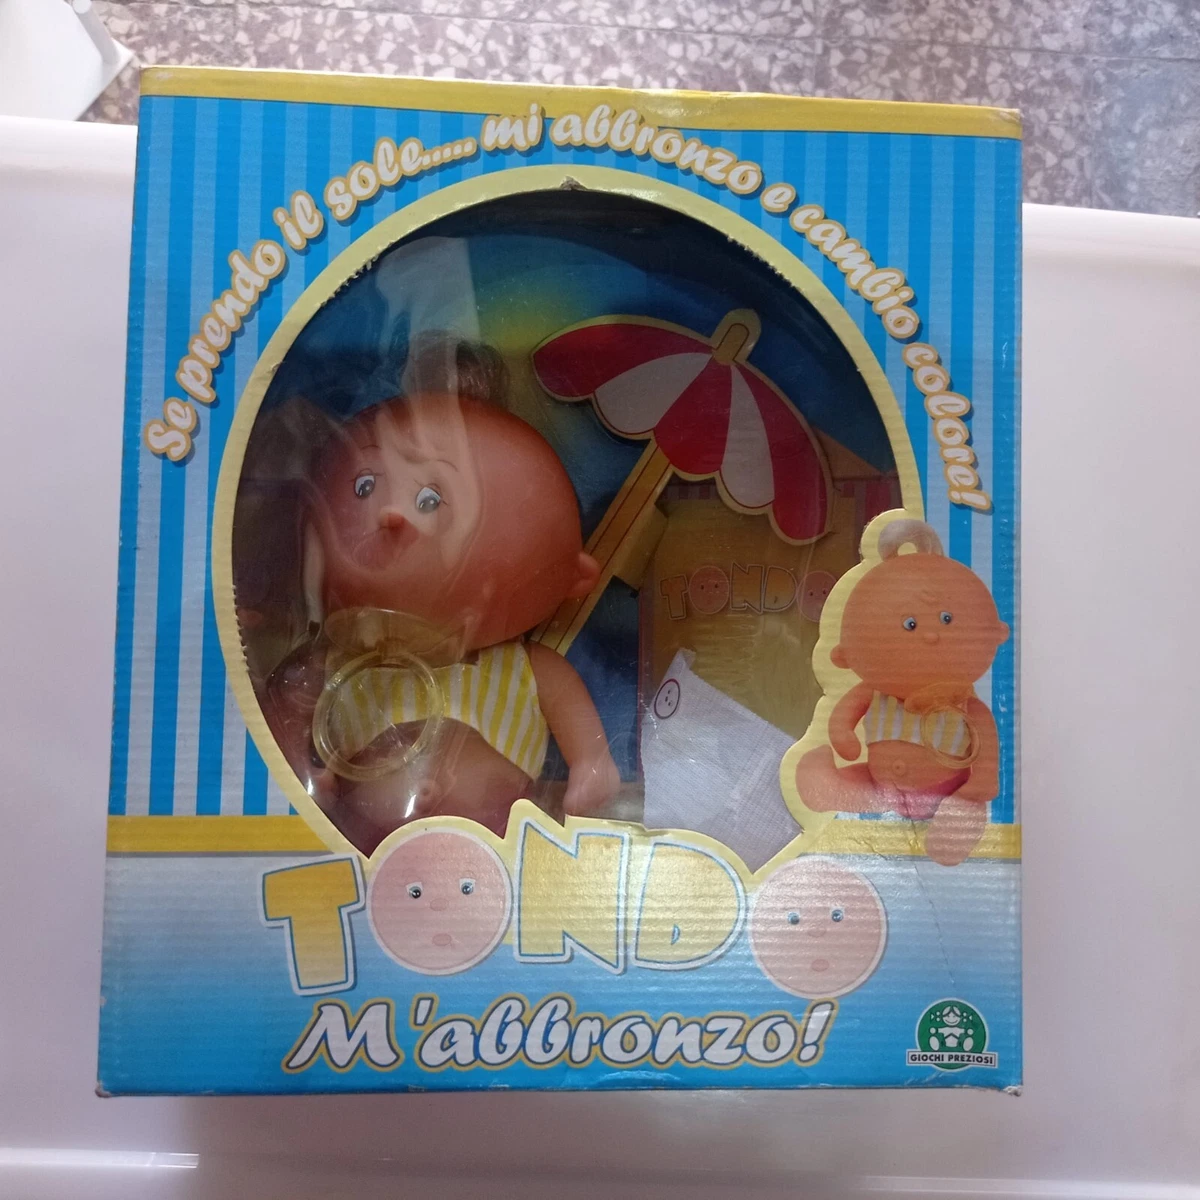 Se prendo il sole..... mi abbronzo e cambio colore!
TONDO
TONDO
M'abbronzo!
GIOCHI PREZIOSI